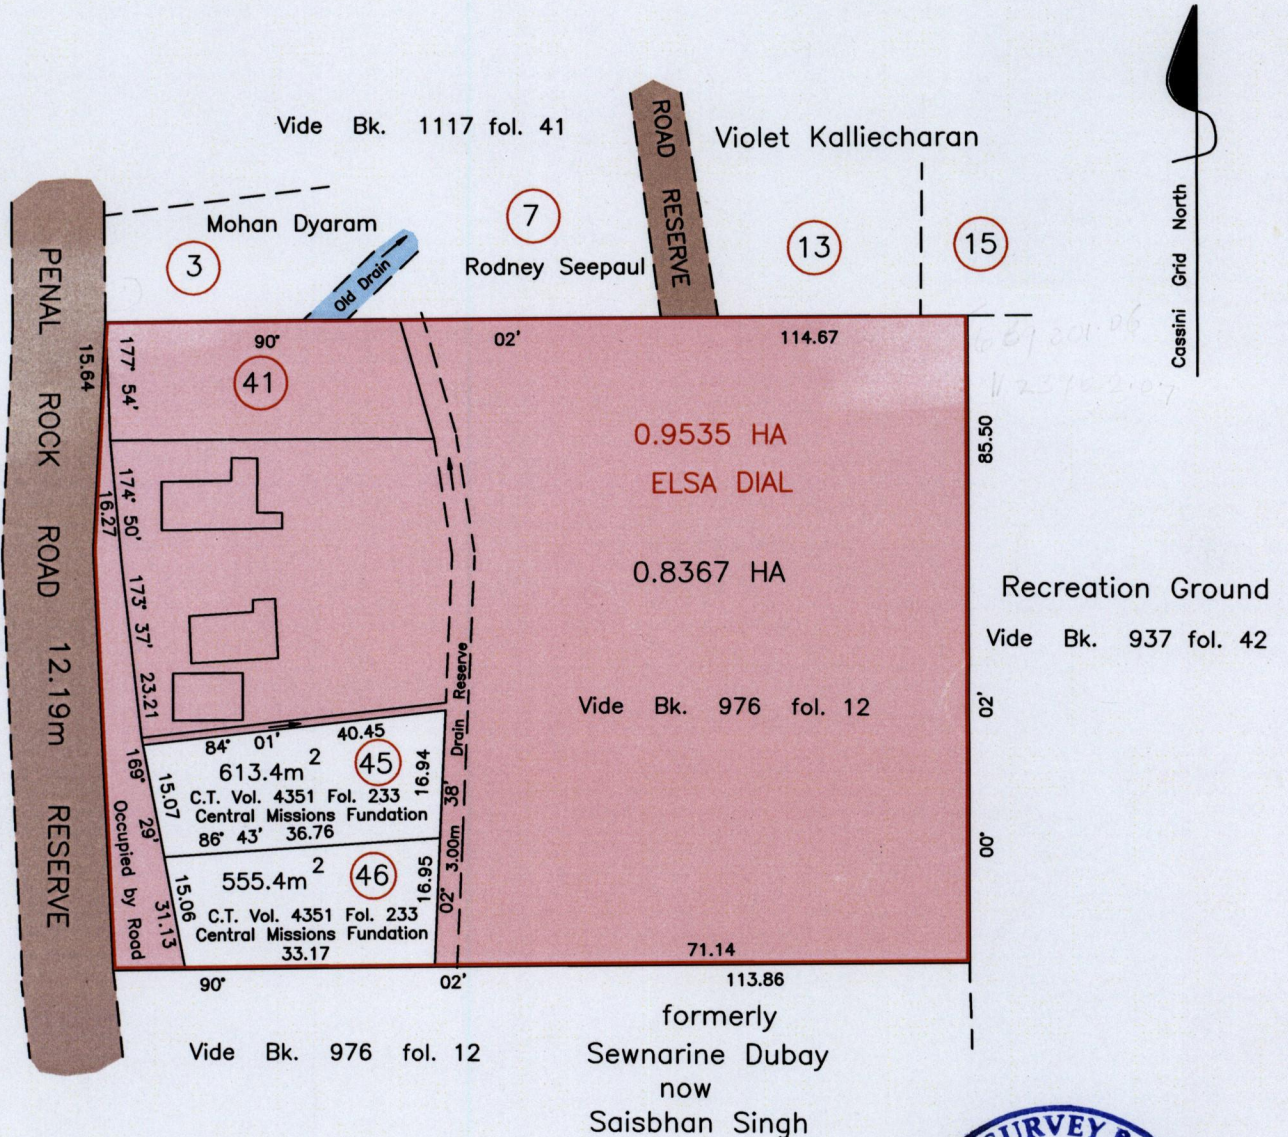 Vide Bk. 1117 fol. 41
ROAD RESERVE
Violet Kalliecharan
Cassini Grid North
Mohan Dyaram
3
Old Drain
7
Rodney Seepaul
13
15
PENAL ROCK ROAD 12.19m RESERVE
90° 02' 114.67
15.64
177° 54'
41
0.9535 HA
ELSA DIAL
85.50
174° 50'
16.27
0.8367 HA
173° 37'
Recreation Ground
Vide Bk. 937 fol. 42
23.21
Vide Bk. 976 fol. 12
02'
00°
Drain Reserve
84° 01' 40.45
613.4m2
45
C.T. Vol. 4351 Fol. 233
Central Missions Fundation
86° 43' 36.76
15.07
16.94
169° 29'
Occupied by Road
02° 38'
3.00m
555.4m2
46
C.T. Vol. 4351 Fol. 233
Central Missions Fundation
33.17
15.06
16.95
31.13
71.14
90° 02' 113.86
Vide Bk. 976 fol. 12
formerly
Sewnarine Dubay
now
Saisbhan Singh
SURVEY